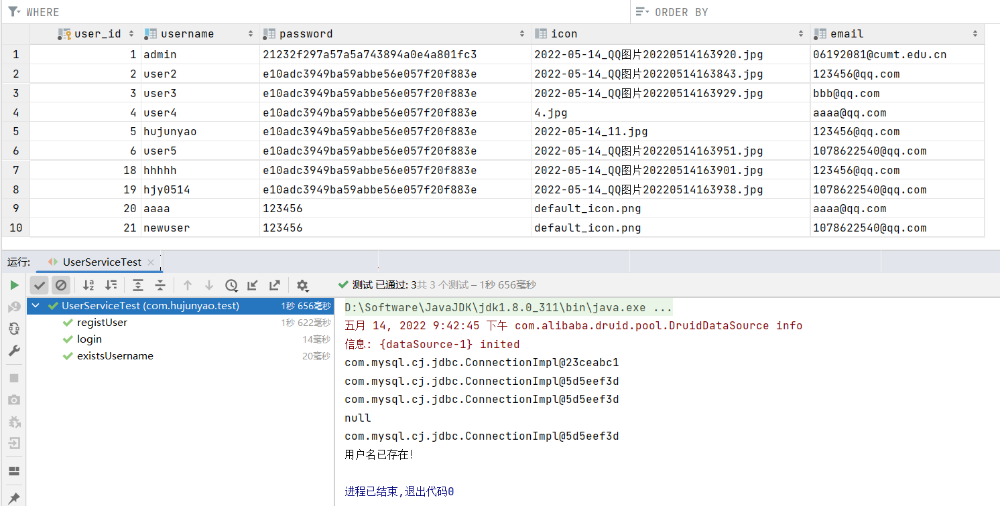 WHERE ORDER BY
user_id username password icon email
1 1 admin 21232f297a57a5a743894a0e4a801fc3 2022-05-14_QQ图片20220514163920.jpg 06192081@cumt.edu.cn
2 2 user2 e10adc3949ba59abbe56e057f20f883e 2022-05-14_QQ图片20220514163843.jpg 123456@qq.com
3 3 user3 e10adc3949ba59abbe56e057f20f883e 2022-05-14_QQ图片20220514163929.jpg bbb@qq.com
4 4 user4 e10adc3949ba59abbe56e057f20f883e 4.jpg aaaa@qq.com
5 5 hujunyao e10adc3949ba59abbe56e057f20f883e 2022-05-14_11.jpg 123456@qq.com
6 6 user5 e10adc3949ba59abbe56e057f20f883e 2022-05-14_QQ图片20220514163951.jpg 1078622540@qq.com
7 18 hhhhh e10adc3949ba59abbe56e057f20f883e 2022-05-14_QQ图片20220514163901.jpg 123456@qq.com
8 19 hjy0514 e10adc3949ba59abbe56e057f20f883e 2022-05-14_QQ图片20220514163938.jpg 1078622540@qq.com
9 20 aaaa 123456 default_icon.png aaaa@qq.com
10 21 newuser 123456 default_icon.png 1078622540@qq.com
运行: UserServiceTest
测试 已通过: 3共 3 个测试 – 1秒 656毫秒
UserServiceTest (com.hujunyao.test) 1秒 656毫秒
registUser 1秒 622毫秒
login 14毫秒
existsUsername 20毫秒
D:\Software\JavaJDK\jdk1.8.0_311\bin\java.exe ...
五月 14, 2022 9:42:45 下午 com.alibaba.druid.pool.DruidDataSource info
信息: {dataSource-1} inited
com.mysql.cj.jdbc.ConnectionImpl@23ceabc1
com.mysql.cj.jdbc.ConnectionImpl@5d5eef3d
com.mysql.cj.jdbc.ConnectionImpl@5d5eef3d
null
com.mysql.cj.jdbc.ConnectionImpl@5d5eef3d
用户名已存在!
进程已结束,退出代码0